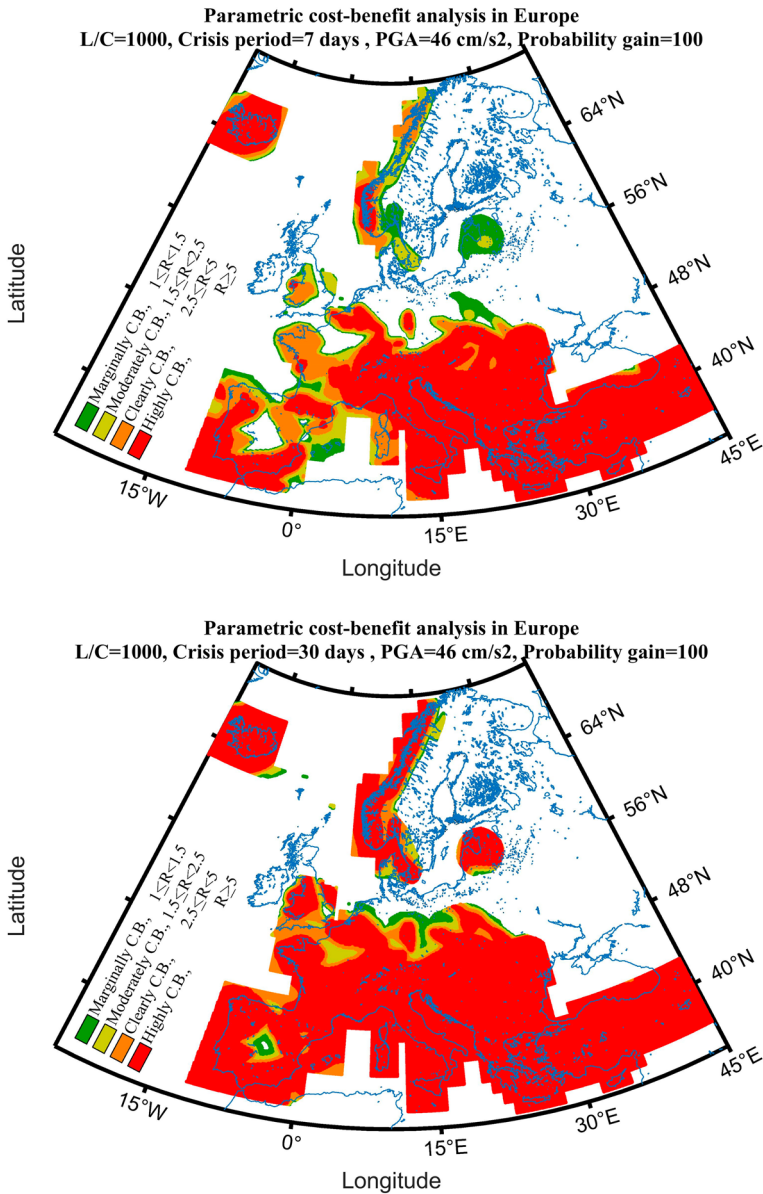 Parametric cost-benefit analysis in Europe
L/C=1000, Crisis period=7 days , PGA=46 cm/s2, Probability gain=100
64°N
56°N
48°N
40°N
45°E
30°E
15°E
0°
15°W
Latitude
Longitude
Marginally C.B., 1≤R<1.5
Moderately C.B., 1.5≤R<2.5
Clearly C.B., 2.5≤R<5
Highly C.B., R≥5
Parametric cost-benefit analysis in Europe
L/C=1000, Crisis period=30 days , PGA=46 cm/s2, Probability gain=100
64°N
56°N
48°N
40°N
45°E
30°E
15°E
0°
15°W
Latitude
Longitude
Marginally C.B., 1≤R<1.5
Moderately C.B., 1.5≤R<2.5
Clearly C.B., 2.5≤R<5
Highly C.B., R≥5